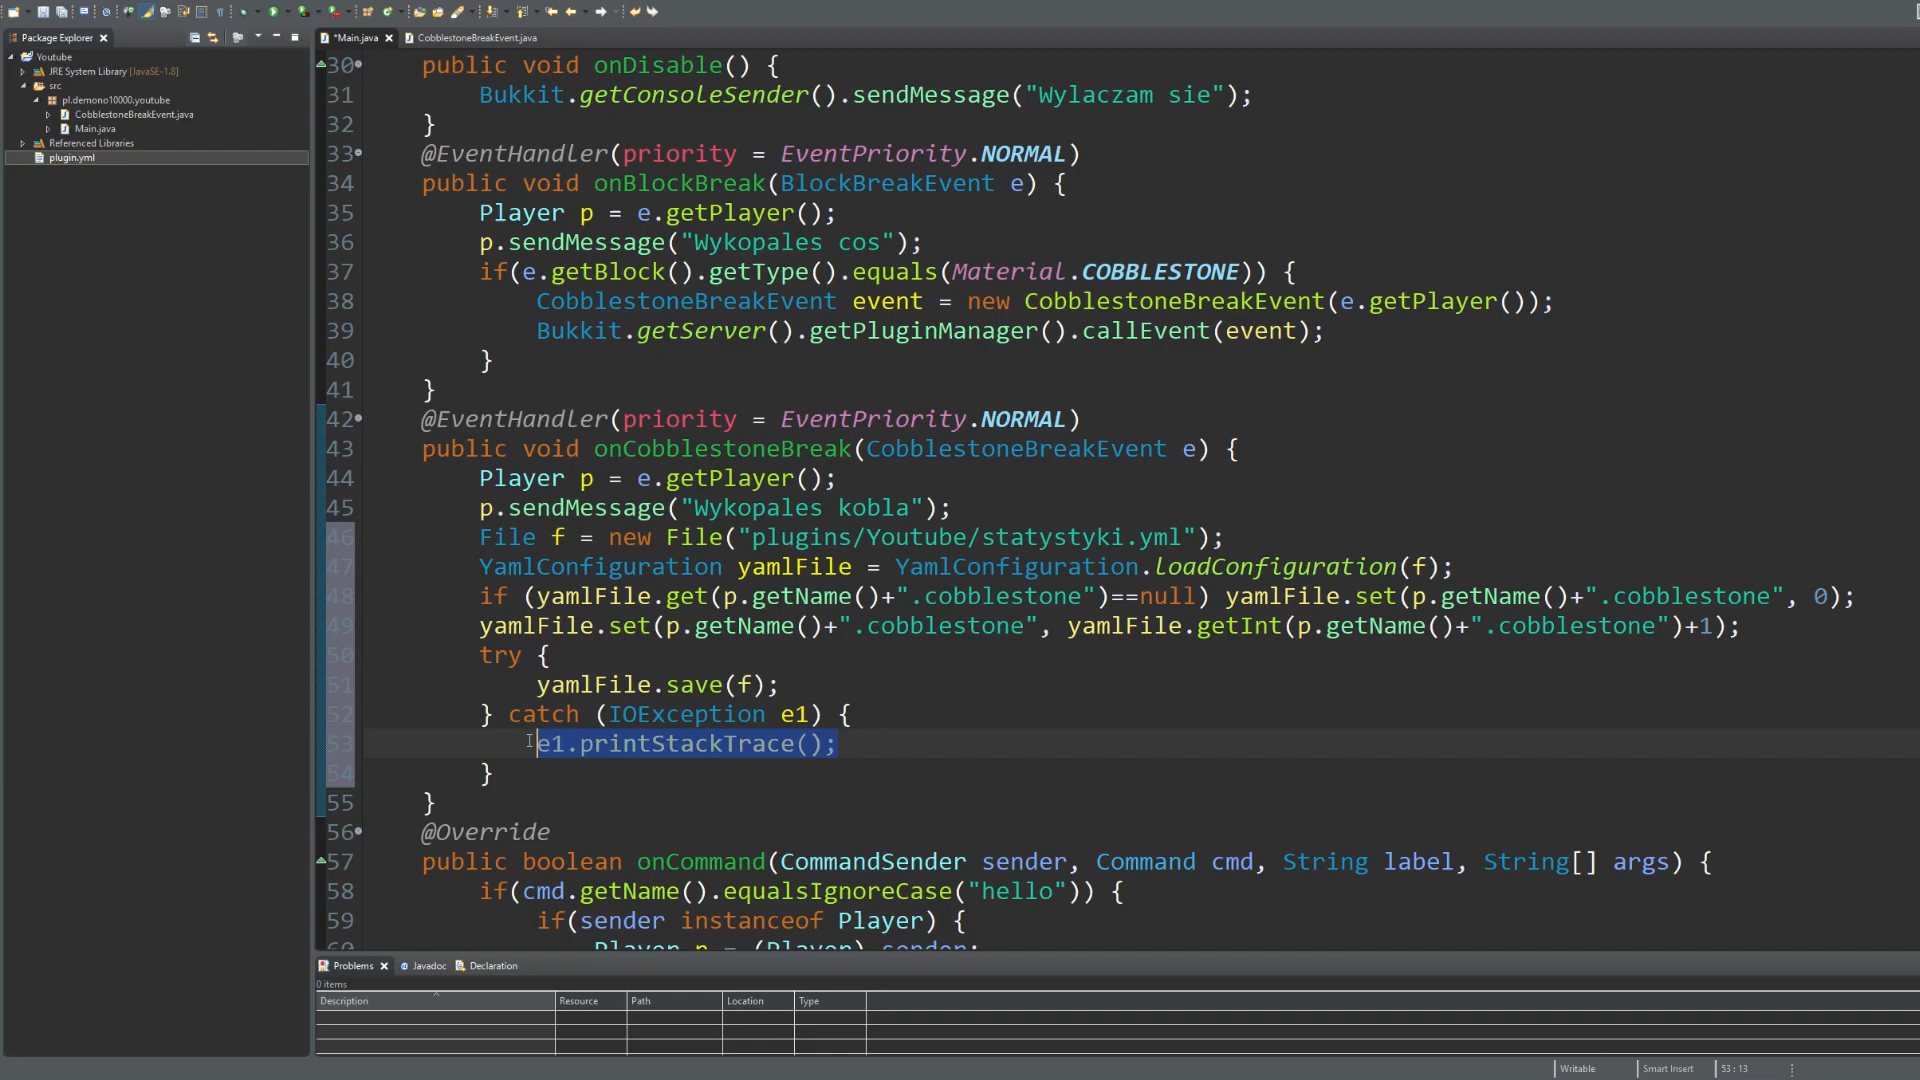 Package Explorer
*Main.java
CobblestoneBreakEvent.java
Youtube
JRE System Library [JavaSE-1.8]
src
pl.demono10000.youtube
CobblestoneBreakEvent.java
Main.java
Referenced Libraries
plugin.yml
30 public void onDisable() {
31 Bukkit.getConsoleSender().sendMessage("Wylaczam sie");
32 }
33 @EventHandler(priority = EventPriority.NORMAL)
34 public void onBlockBreak(BlockBreakEvent e) {
35 Player p = e.getPlayer();
36 p.sendMessage("Wykopales cos");
37 if(e.getBlock().getType().equals(Material.COBBLESTONE)) {
38 CobblestoneBreakEvent event = new CobblestoneBreakEvent(e.getPlayer());
39 Bukkit.getServer().getPluginManager().callEvent(event);
40 }
41 }
42 @EventHandler(priority = EventPriority.NORMAL)
43 public void onCobblestoneBreak(CobblestoneBreakEvent e) {
44 Player p = e.getPlayer();
45 p.sendMessage("Wykopales kobla");
46 File f = new File("plugins/Youtube/statystyki.yml");
47 YamlConfiguration yamlFile = YamlConfiguration.loadConfiguration(f);
48 if (yamlFile.get(p.getName()+".cobblestone")==null) yamlFile.set(p.getName()+".cobblestone", 0);
49 yamlFile.set(p.getName()+".cobblestone", yamlFile.getInt(p.getName()+".cobblestone")+1);
50 try {
51 yamlFile.save(f);
52 } catch (IOException e1) {
53 e1.printStackTrace();
54 }
55 }
56 @Override
57 public boolean onCommand(CommandSender sender, Command cmd, String label, String[] args) {
58 if(cmd.getName().equalsIgnoreCase("hello")) {
59 if(sender instanceof Player) {
60 Player p = (Player) sender;
Problems
Javadoc
Declaration
0 items
Description Resource Path Location Type
Writable Smart Insert 53 : 13